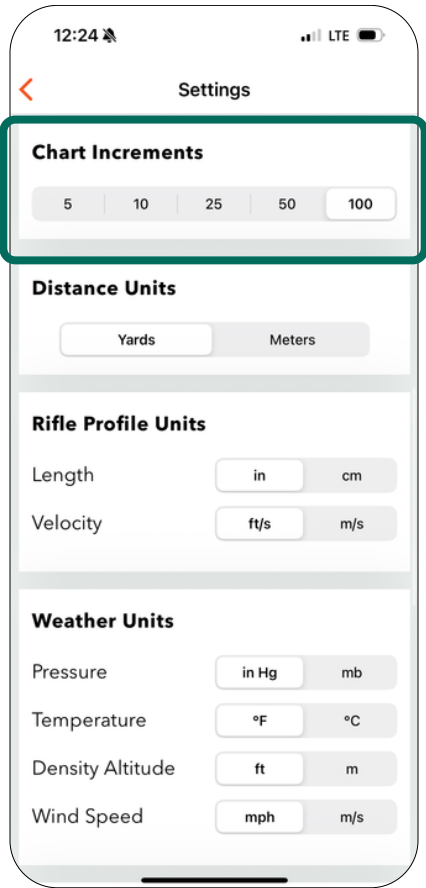 12:24 LTE
Settings
Chart Increments
5 10 25 50 100
Distance Units
Yards Meters
Rifle Profile Units
Length in cm
Velocity ft/s m/s
Weather Units
Pressure in Hg mb
Temperature °F °C
Density Altitude ft m
Wind Speed mph m/s